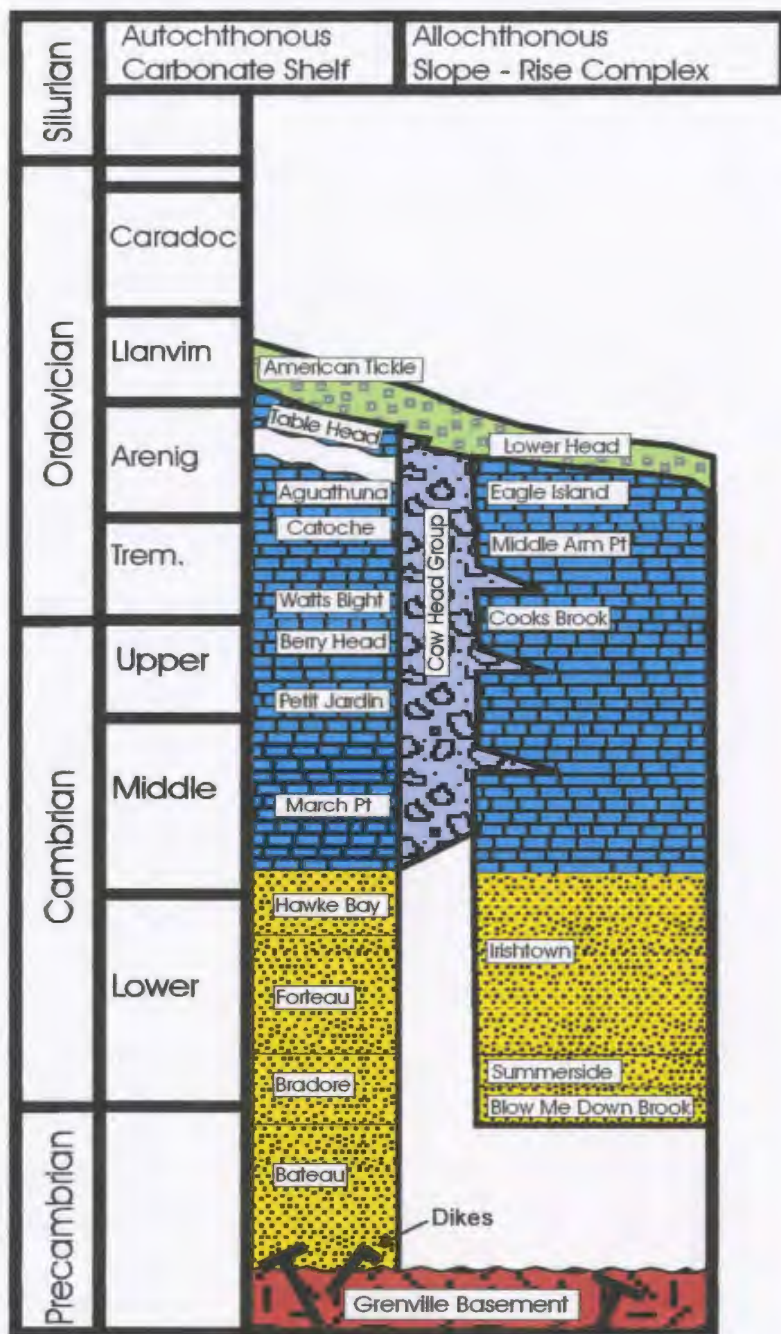 Autochthonous
Carbonate Shelf
Allochthonous
Slope - Rise Complex
Silurian
Ordovician
Caradoc
Llanvirn
Arenig
Trem.
Cambrian
Upper
Middle
Lower
Precambrian
American Tickle
Table Head
Aguathuna
Catoche
Watts Bight
Berry Head
Petit Jardin
March Pt
Hawke Bay
Forteau
Bradore
Bateau
Cow Head Group
Lower Head
Eagle Island
Middle Arm Pt
Cooks Brook
Irishtown
Summerside
Blow Me Down Brook
Dikes
Grenville Basement